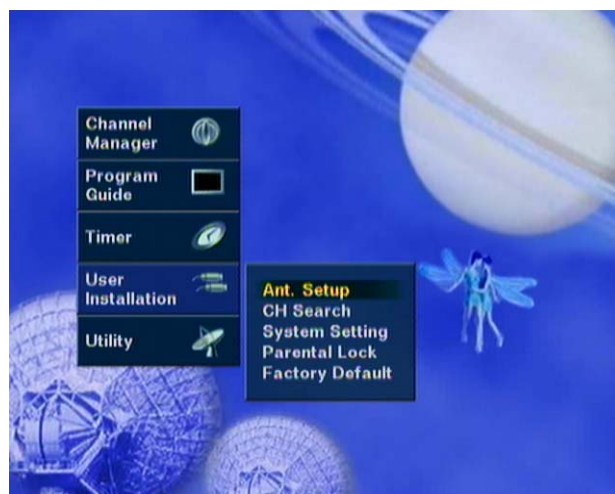 Channel
Manager
Program
Guide
Timer
User
Installation
Utility
Ant. Setup
CH Search
System Setting
Parental Lock
Factory Default